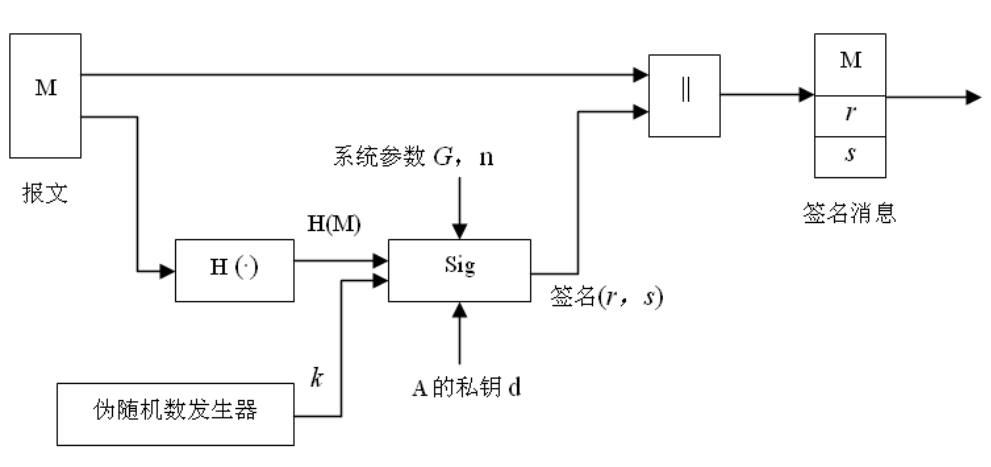 M
报文
H (·)
H(M)
伪随机数发生器
k
系统参数 G，n
Sig
A 的私钥 d
签名(r，s)
||
M
r
s
签名消息